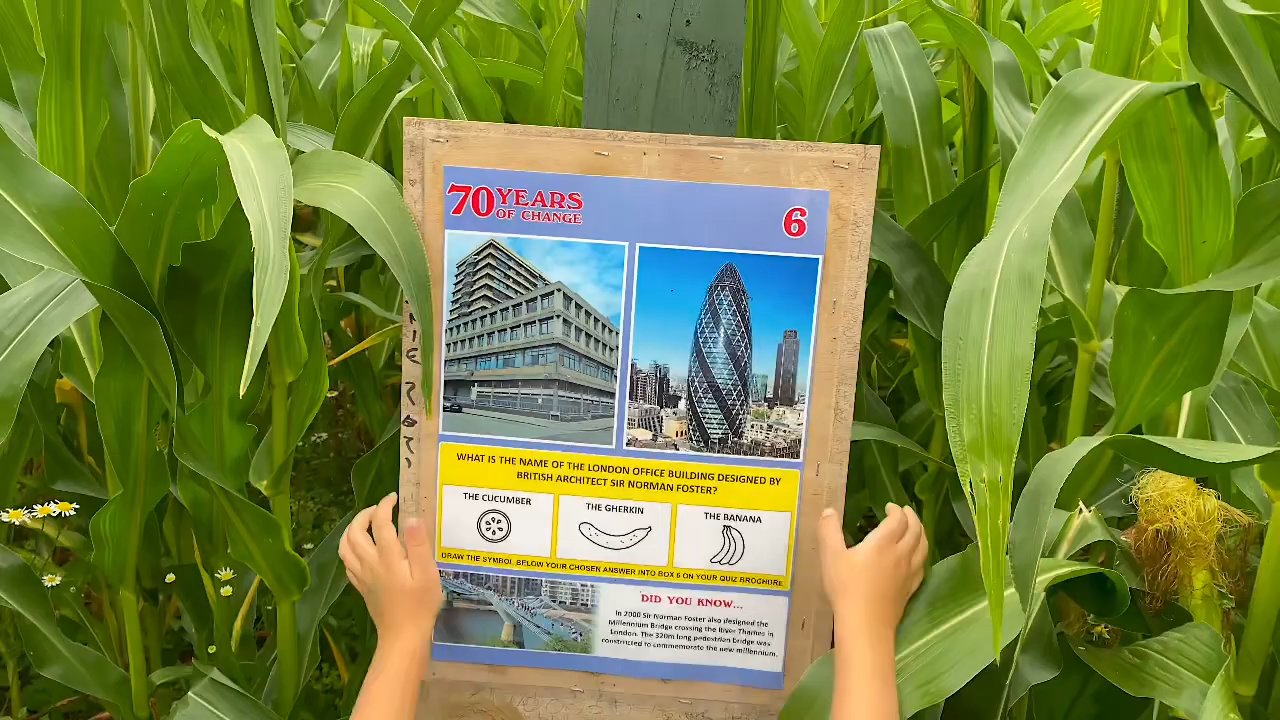 70 YEARS
OF CHANGE
6
WHAT IS THE NAME OF THE LONDON OFFICE BUILDING DESIGNED BY
BRITISH ARCHITECT SIR NORMAN FOSTER?
THE CUCUMBER
THE GHERKIN
THE BANANA
DRAW THE SYMBOL BELOW YOUR CHOSEN ANSWER INTO BOX 6 ON YOUR QUIZ BROCHURE
DID YOU KNOW...
In 2000 Sir Norman Foster also designed the
Millennium Bridge crossing the River Thames in
London. The 320m long pedestrian bridge was
constructed to commemorate the new millennium.